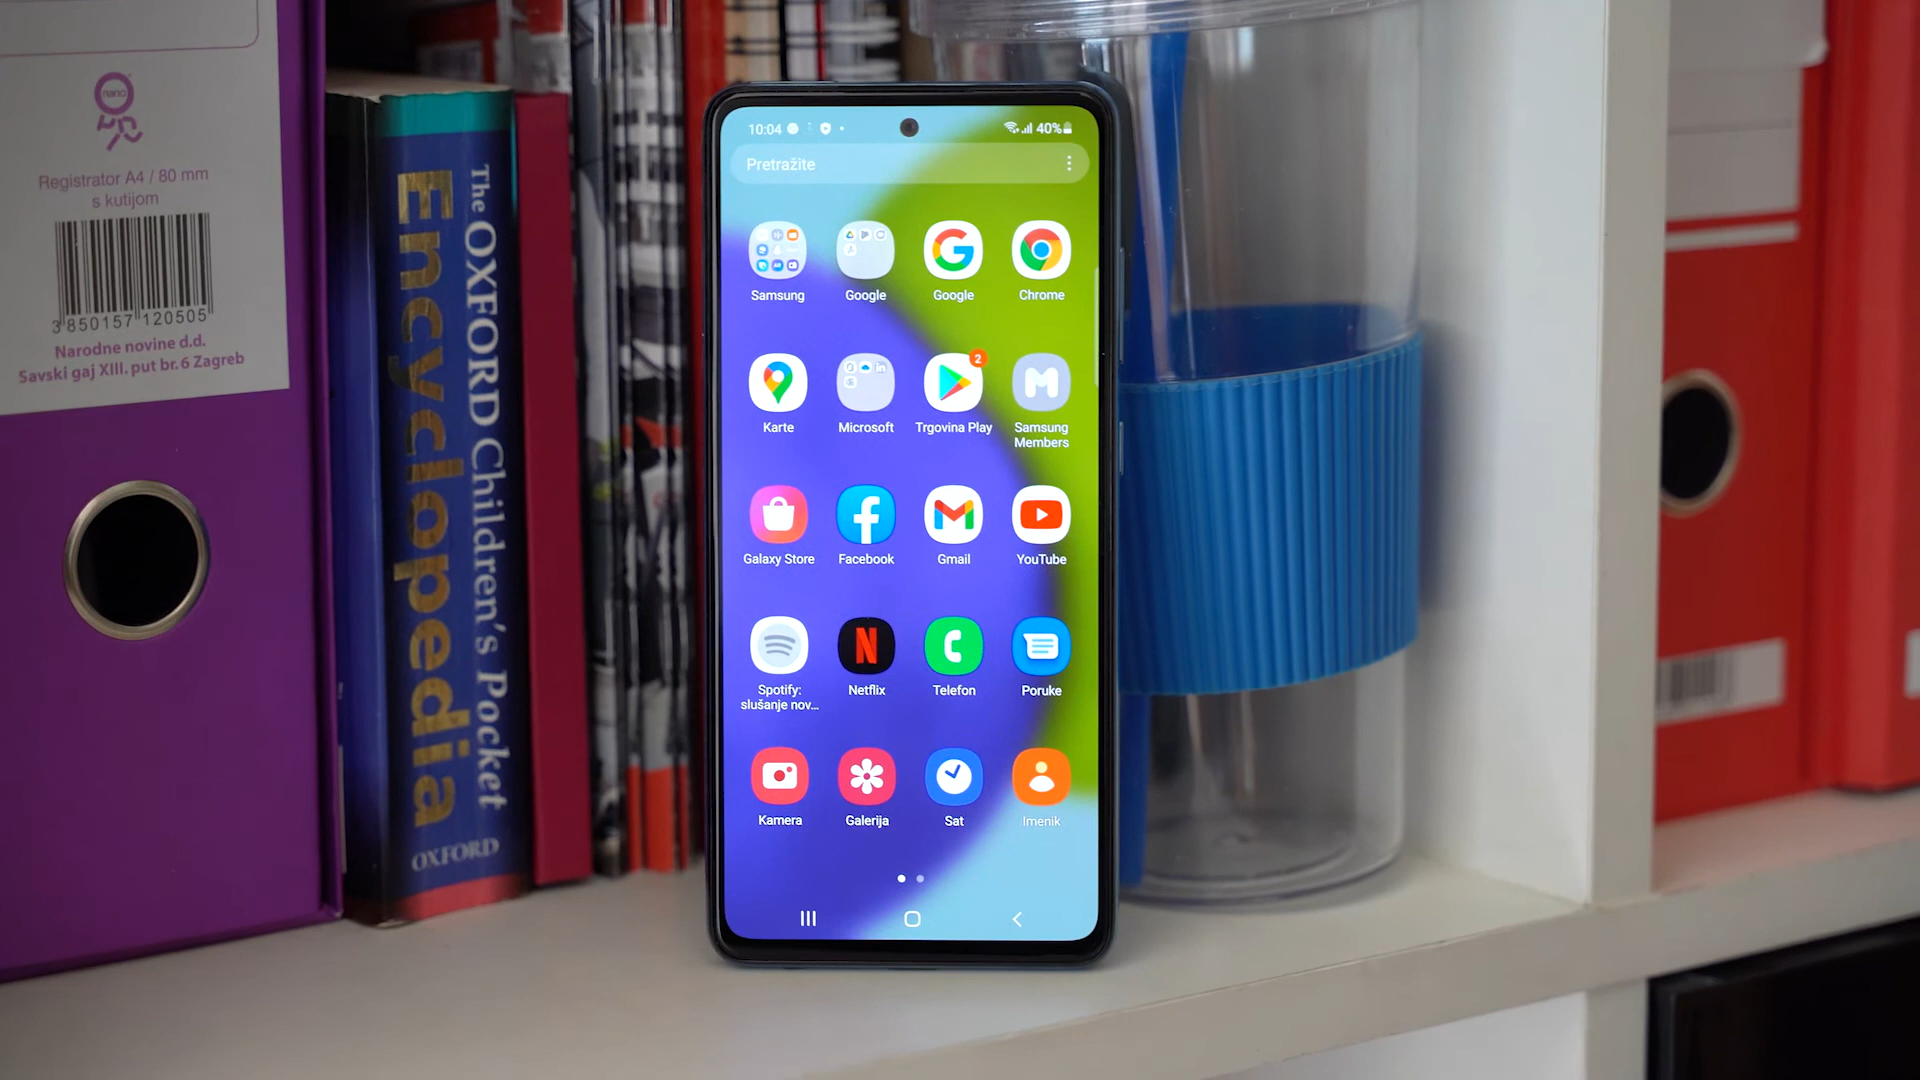 nano
Registrator A4 / 80 mm
s kutijom
3 850157 120505
Narodne novine d.d.
Savski gaj XIII. put br. 6 Zagreb
The OXFORD Children's Pocket
Encyclopedia
OXFORD
10:04
40%
Pretražite
Samsung
Google
Google
Chrome
Karte
Microsoft
2
Trgovina Play
Samsung
Members
Galaxy Store
Facebook
Gmail
YouTube
Spotify:
slušanje nov...
Netflix
Telefon
Poruke
Kamera
Galerija
Sat
Imenik